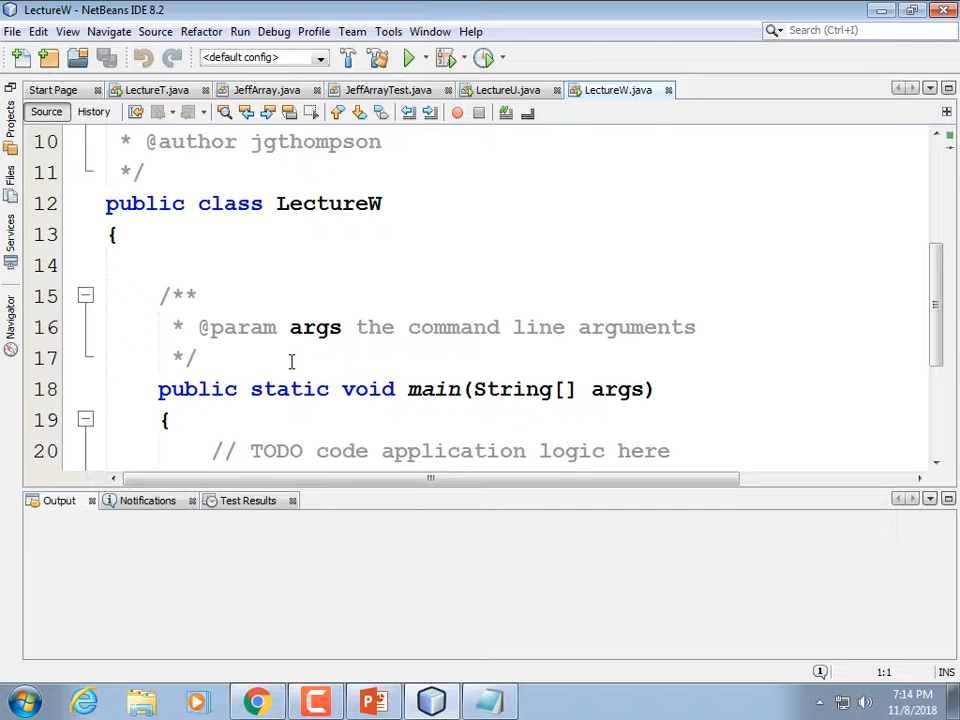 LectureW - NetBeans IDE 8.2
File Edit View Navigate Source Refactor Run Debug Profile Team Tools Window Help
Search (Ctrl+I)
<default config>
Start Page LectureT.java JeffArray.java JeffArrayTest.java LectureU.java LectureW.java
Source History
Projects
Files
Services
Navigator
10 * @author jgthompson
11 */
12 public class LectureW
13 {
14
15 /**
16 * @param args the command line arguments
17 */
18 public static void main(String[] args)
19 {
20 // TODO code application logic here
Output Notifications Test Results
1:1 INS
7:14 PM
11/8/2018